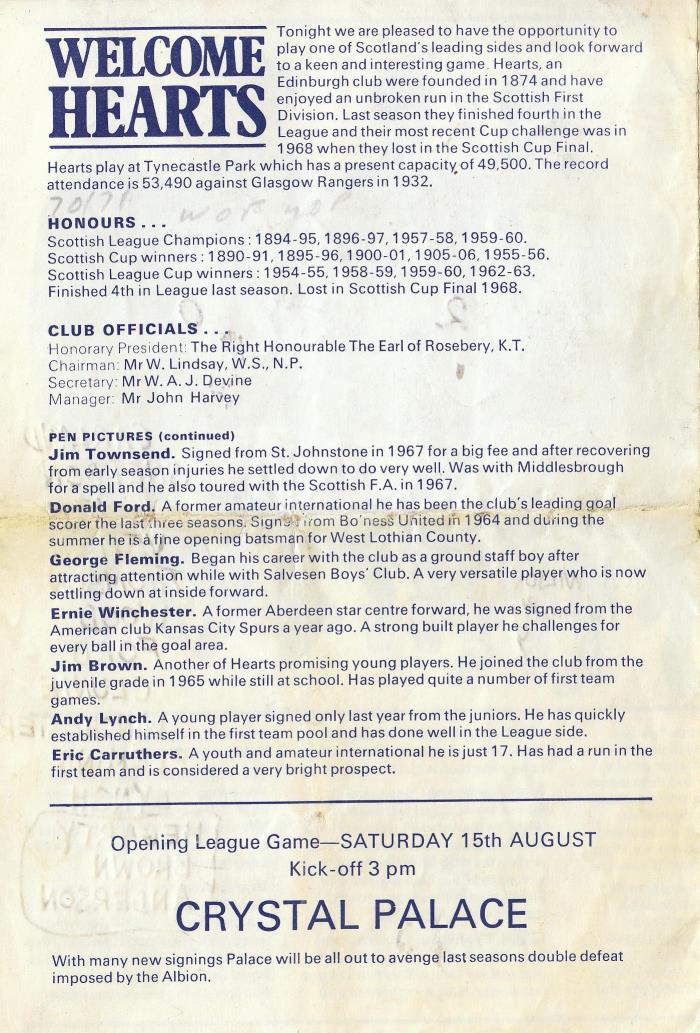 WELCOME
HEARTS
Tonight we are pleased to have the opportunity to
play one of Scotland's leading sides and look forward
to a keen and interesting game. Hearts, an
Edinburgh club were founded in 1874 and have
enjoyed an unbroken run in the Scottish First
Division. Last season they finished fourth in the
League and their most recent Cup challenge was in
1968 when they lost in the Scottish Cup Final.
Hearts play at Tynecastle Park which has a present capacity of 49,500. The record
attendance is 53,490 against Glasgow Rangers in 1932.
70/71
HONOURS . . .
Scottish League Champions : 1894-95, 1896-97, 1957-58, 1959-60.
Scottish Cup winners : 1890-91, 1895-96, 1900-01, 1905-06, 1955-56.
Scottish League Cup winners : 1954-55, 1958-59, 1959-60, 1962-63.
Finished 4th in League last season. Lost in Scottish Cup Final 1968.
CLUB OFFICIALS . . .
Honorary President: The Right Honourable The Earl of Rosebery, K.T.
Chairman: Mr W. Lindsay, W.S., N.P.
Secretary: Mr W. A. J. Devine
Manager: Mr John Harvey
PEN PICTURES (continued)
Jim Townsend. Signed from St. Johnstone in 1967 for a big fee and after recovering
from early season injuries he settled down to do very well. Was with Middlesbrough
for a spell and he also toured with the Scottish F.A. in 1967.
Donald Ford. A former amateur international he has been the club's leading goal
scorer the last three seasons. Signed from Bo'ness United in 1964 and during the
summer he is a fine opening batsman for West Lothian County.
George Fleming. Began his career with the club as a ground staff boy after
attracting attention while with Salvesen Boys' Club. A very versatile player who is now
settling down at inside forward.
Ernie Winchester. A former Aberdeen star centre forward, he was signed from the
American club Kansas City Spurs a year ago. A strong built player he challenges for
every ball in the goal area.
Jim Brown. Another of Hearts promising young players. He joined the club from the
juvenile grade in 1965 while still at school. Has played quite a number of first team
games.
Andy Lynch. A young player signed only last year from the juniors. He has quickly
established himself in the first team pool and has done well in the League side.
Eric Carruthers. A youth and amateur international he is just 17. Has had a run in the
first team and is considered a very bright prospect.
Opening League Game—SATURDAY 15th AUGUST
Kick-off 3 pm
CRYSTAL PALACE
With many new signings Palace will be all out to avenge last seasons double defeat
imposed by the Albion.